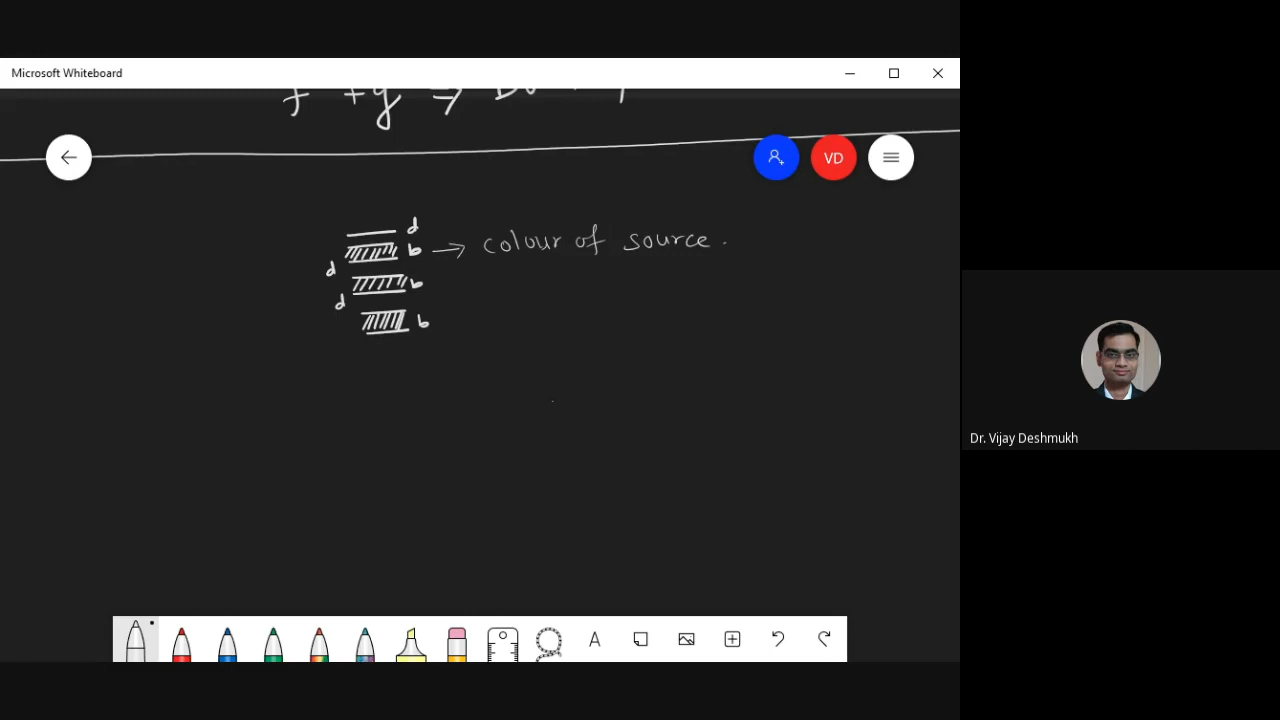 Microsoft Whiteboard
VD
d
b → colour of source.
d
b
d
b
Dr. Vijay Deshmukh
A